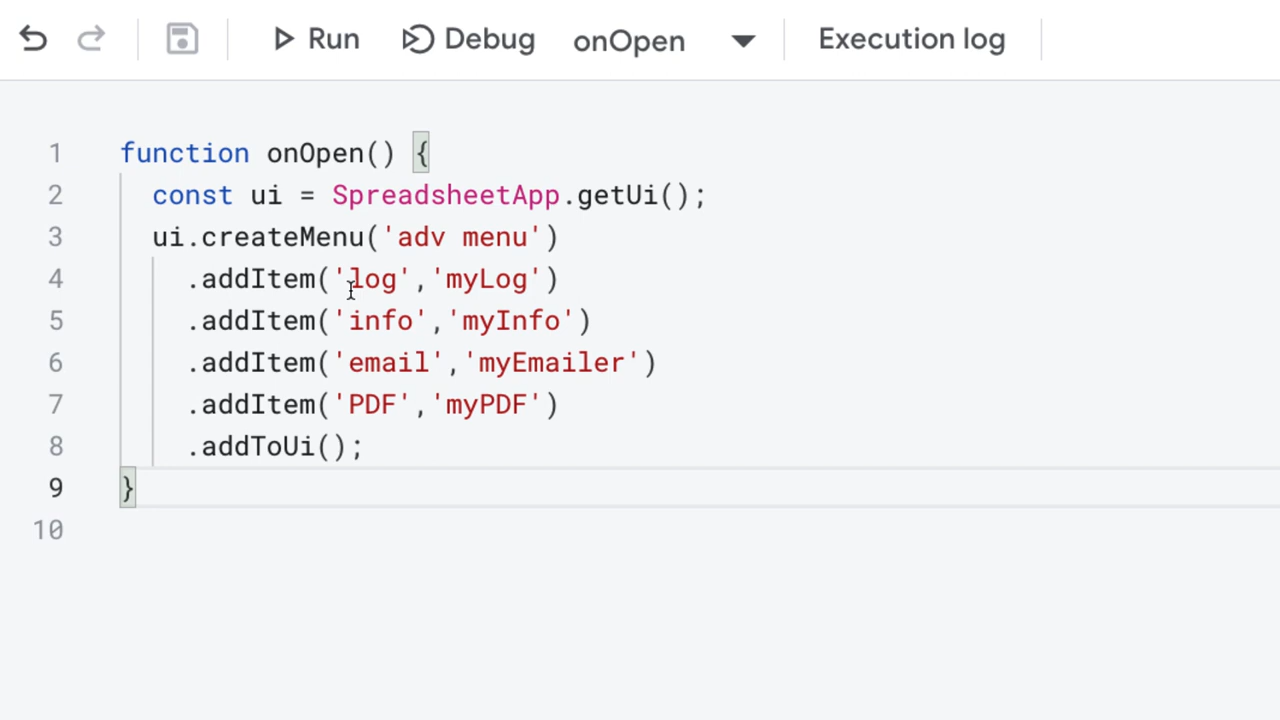 Run Debug onOpen Execution log
1 function onOpen() {
2 const ui = SpreadsheetApp.getUi();
3 ui.createMenu('adv menu')
4 .addItem('log','myLog')
5 .addItem('info','myInfo')
6 .addItem('email','myEmailer')
7 .addItem('PDF','myPDF')
8 .addToUi();
9 }
10